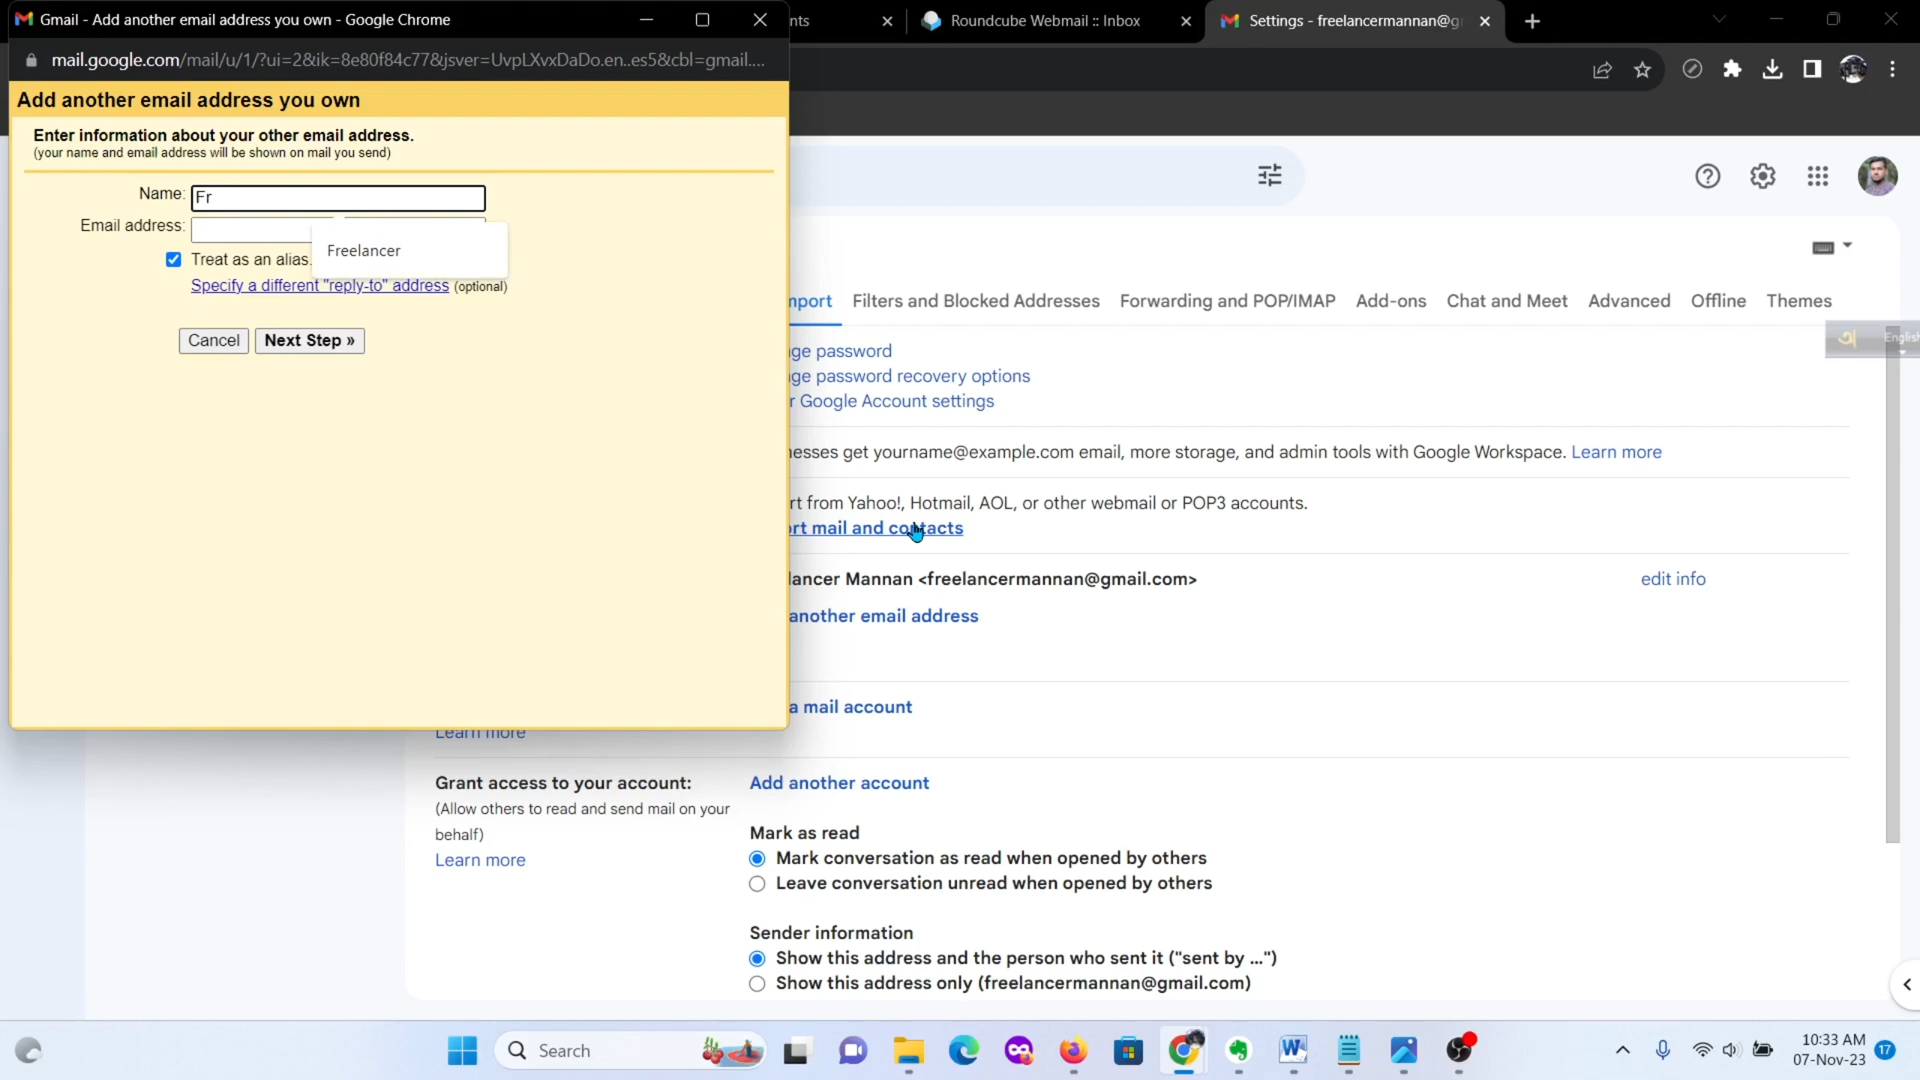 Gmail - Add another email address you own - Google Chrome
nts
Roundcube Webmail :: Inbox
Settings - freelancermannan@g
mail.google.com/mail/u/1/?ui=2&ik=8e80f84c77&jsver=UvpLXvxDaDo.en..es5&cbl=gmail....
Add another email address you own
Enter information about your other email address.
(your name and email address will be shown on mail you send)
Name: Fr
Email address:
Freelancer
Treat as an alias.
Specify a different "reply-to" address (optional)
Cancel
Next Step »
mport
Filters and Blocked Addresses
Forwarding and POP/IMAP
Add-ons
Chat and Meet
Advanced
Offline
Themes
অ English
ge password
ge password recovery options
r Google Account settings
nesses get yourname@example.com email, more storage, and admin tools with Google Workspace. Learn more
rt from Yahoo!, Hotmail, AOL, or other webmail or POP3 accounts.
ort mail and contacts
lancer Mannan <freelancermannan@gmail.com>
edit info
another email address
a mail account
Learn more
Grant access to your account:
(Allow others to read and send mail on your
behalf)
Learn more
Add another account
Mark as read
Mark conversation as read when opened by others
Leave conversation unread when opened by others
Sender information
Show this address and the person who sent it ("sent by ...")
Show this address only (freelancermannan@gmail.com)
Search
10:33 AM
07-Nov-23
17